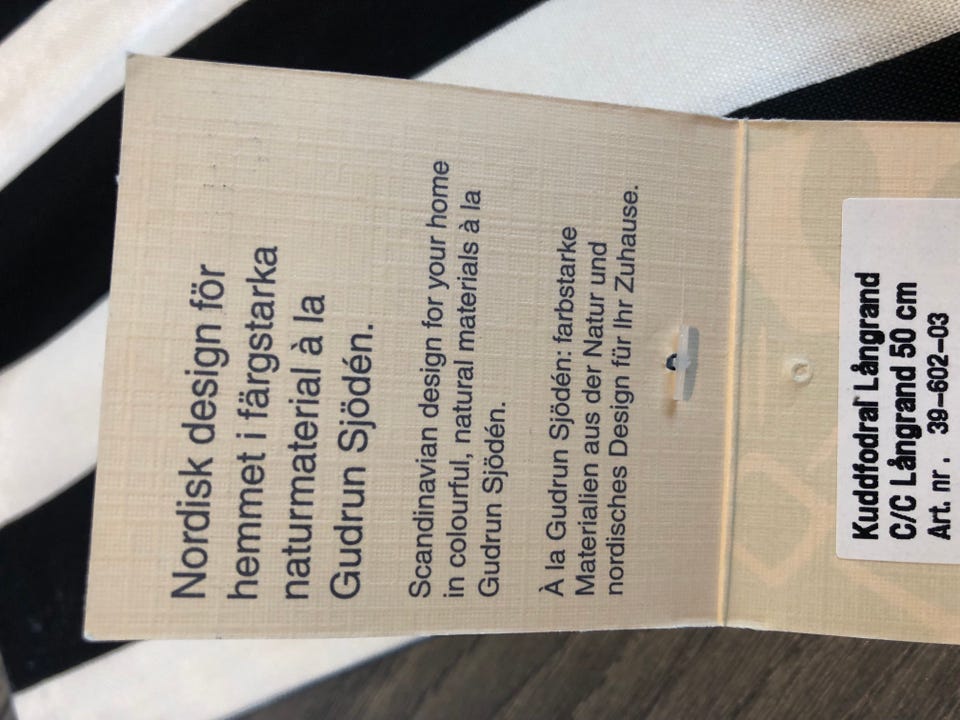 Nordisk design för
hemmet i färgstarka
naturmaterial à la
Gudrun Sjödén.
Scandinavian design for your home
in colourful, natural materials à la
Gudrun Sjödén.
À la Gudrun Sjödén: farbstarke
Materialien aus der Natur und
nordisches Design für Ihr Zuhause.
Kuddfodral Långrand
C/C Långrand 50 cm
Art. nr. 39-602-03